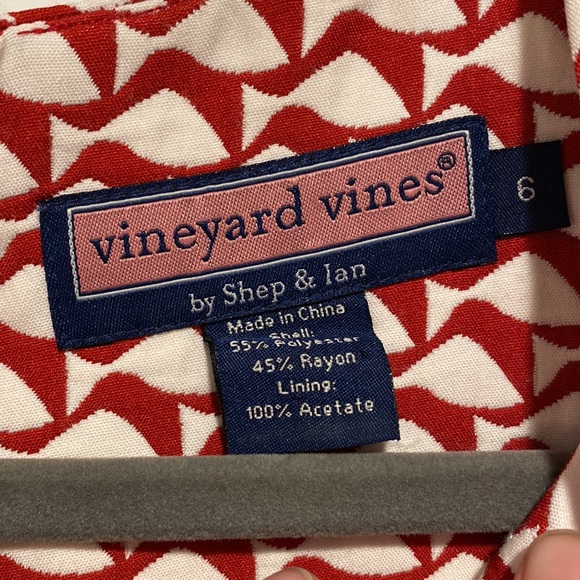 vineyard vines®
6
by Shep & Ian
Made in China
Shell:
55% Polyester
45% Rayon
Lining:
100% Acetate